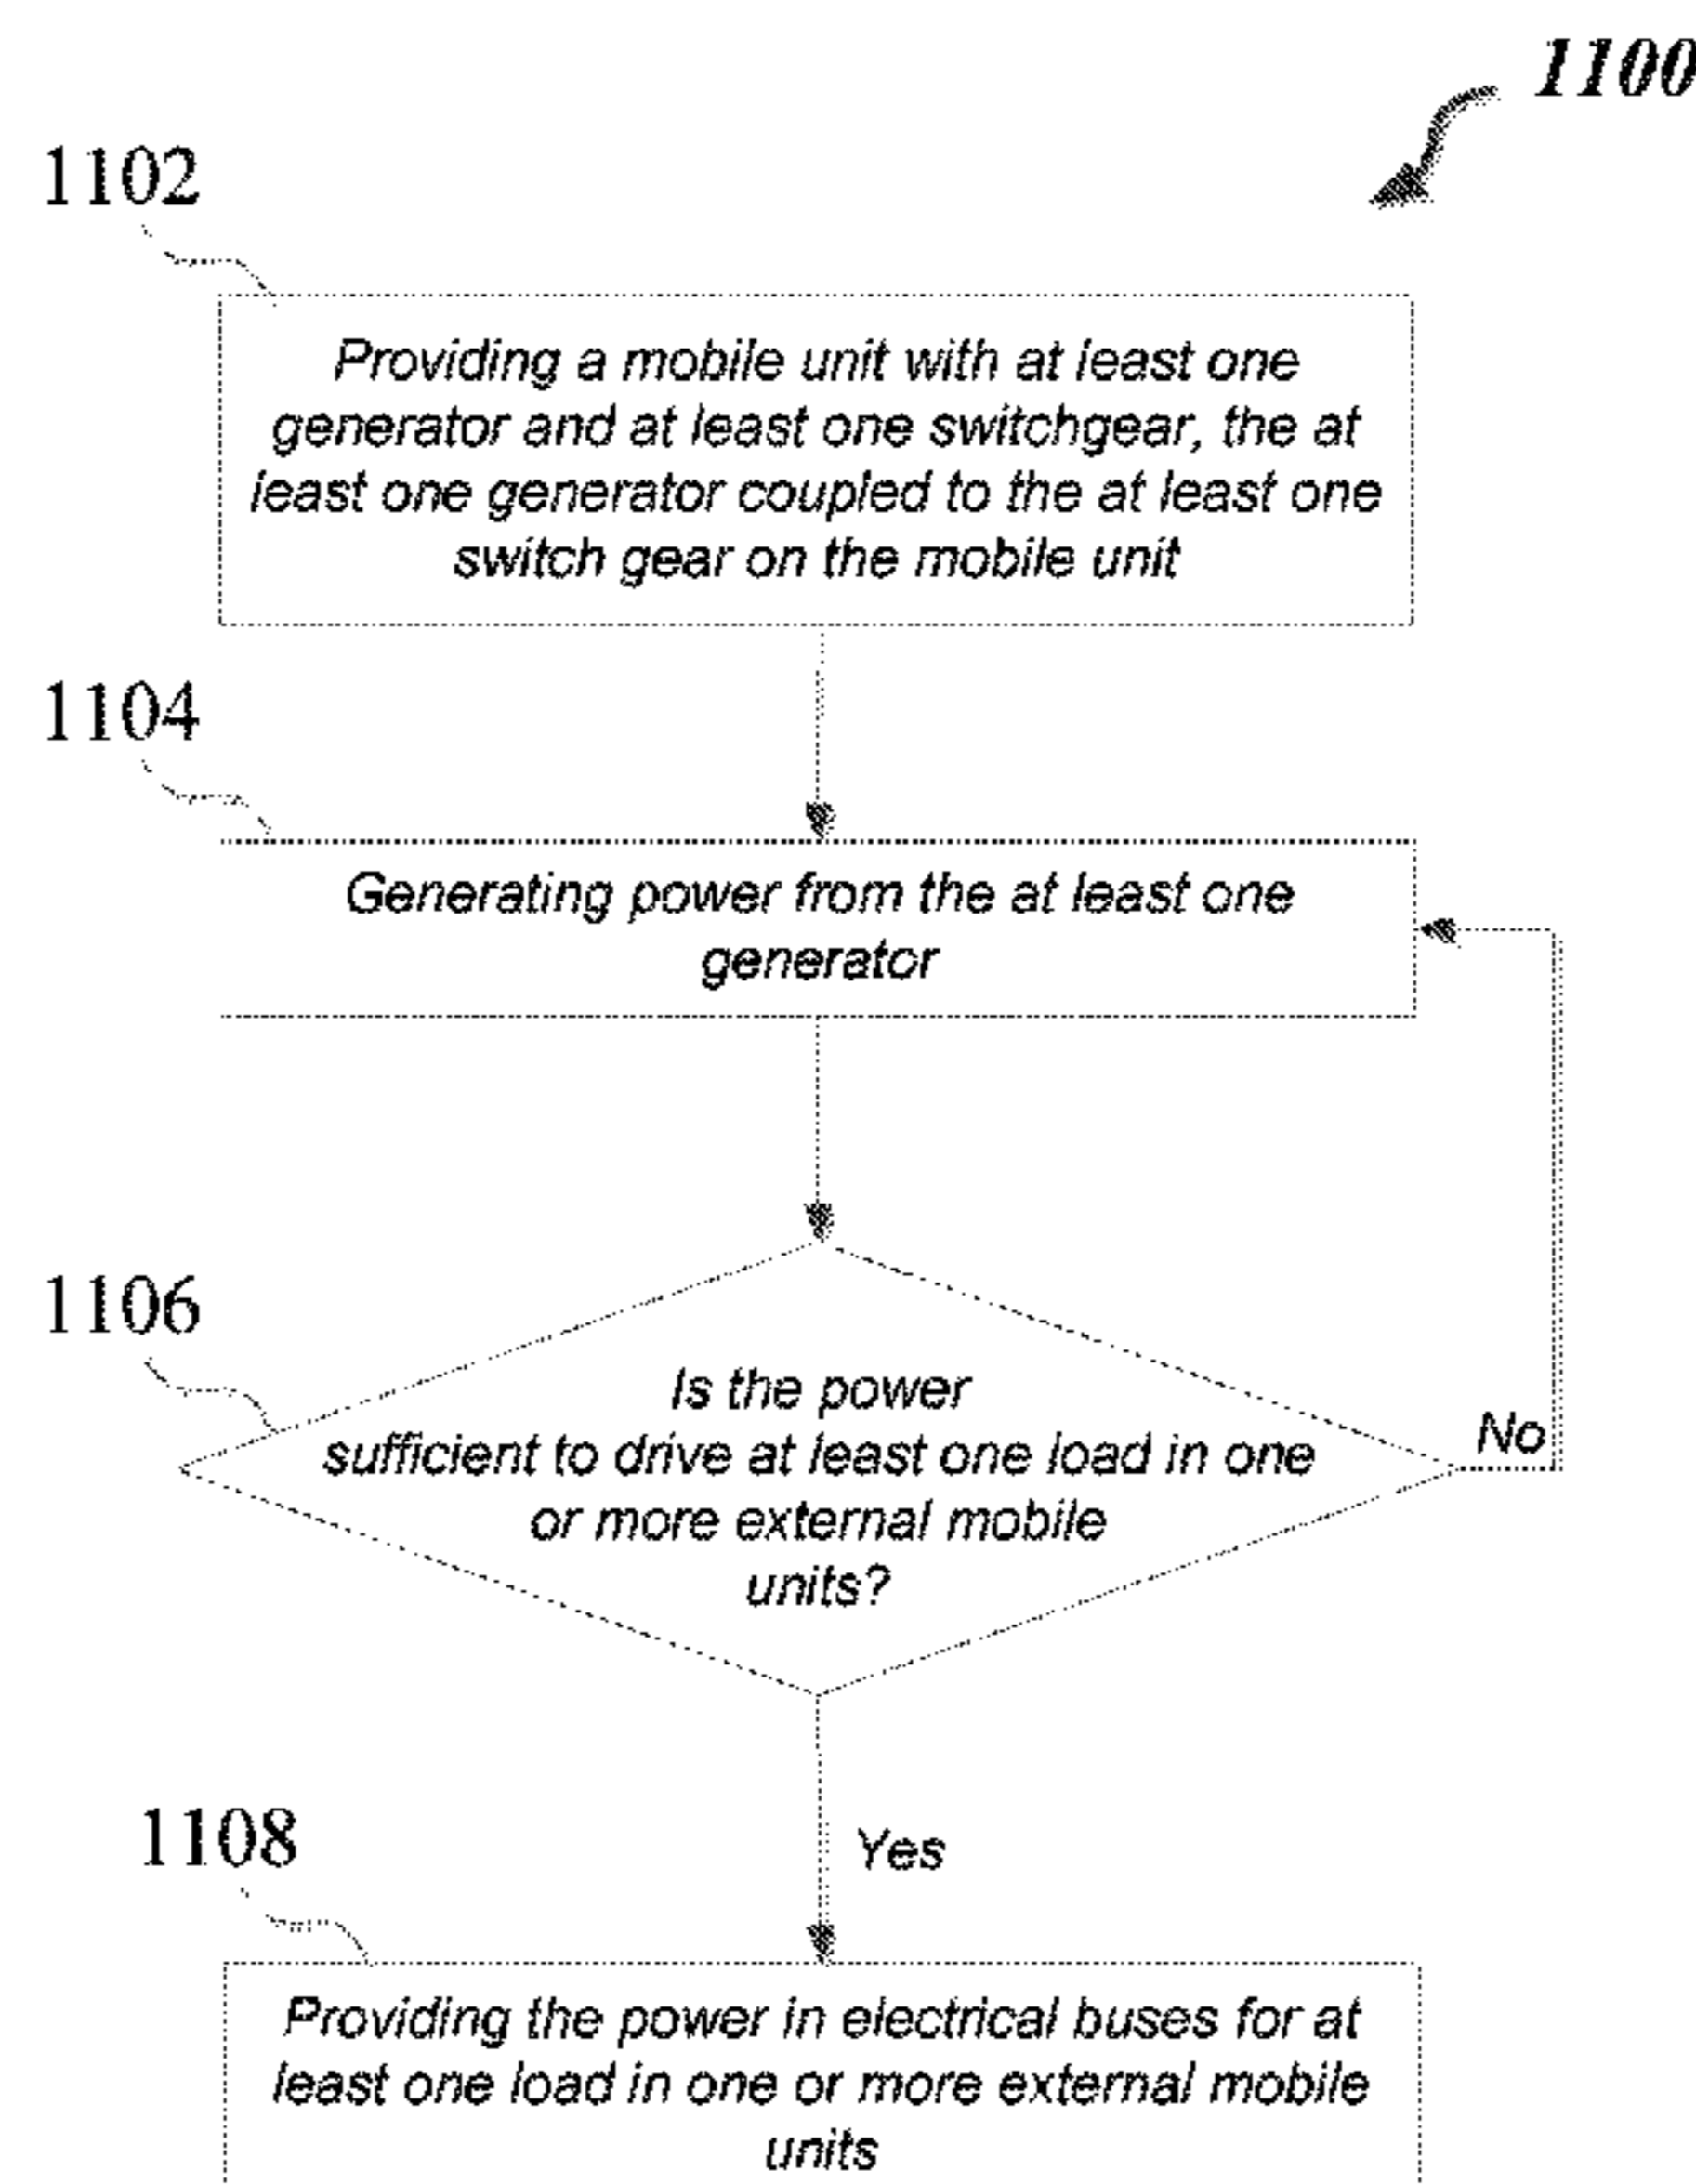 1100
1102
Providing a mobile unit with at least one
generator and at least one switchgear, the at
least one generator coupled to the at least one
switch gear on the mobile unit
1104
Generating power from the at least one
generator
1106
Is the power
sufficient to drive at least one load in one
or more external mobile
units?
No
Yes
1108
Providing the power in electrical buses for at
least one load in one or more external mobile
units